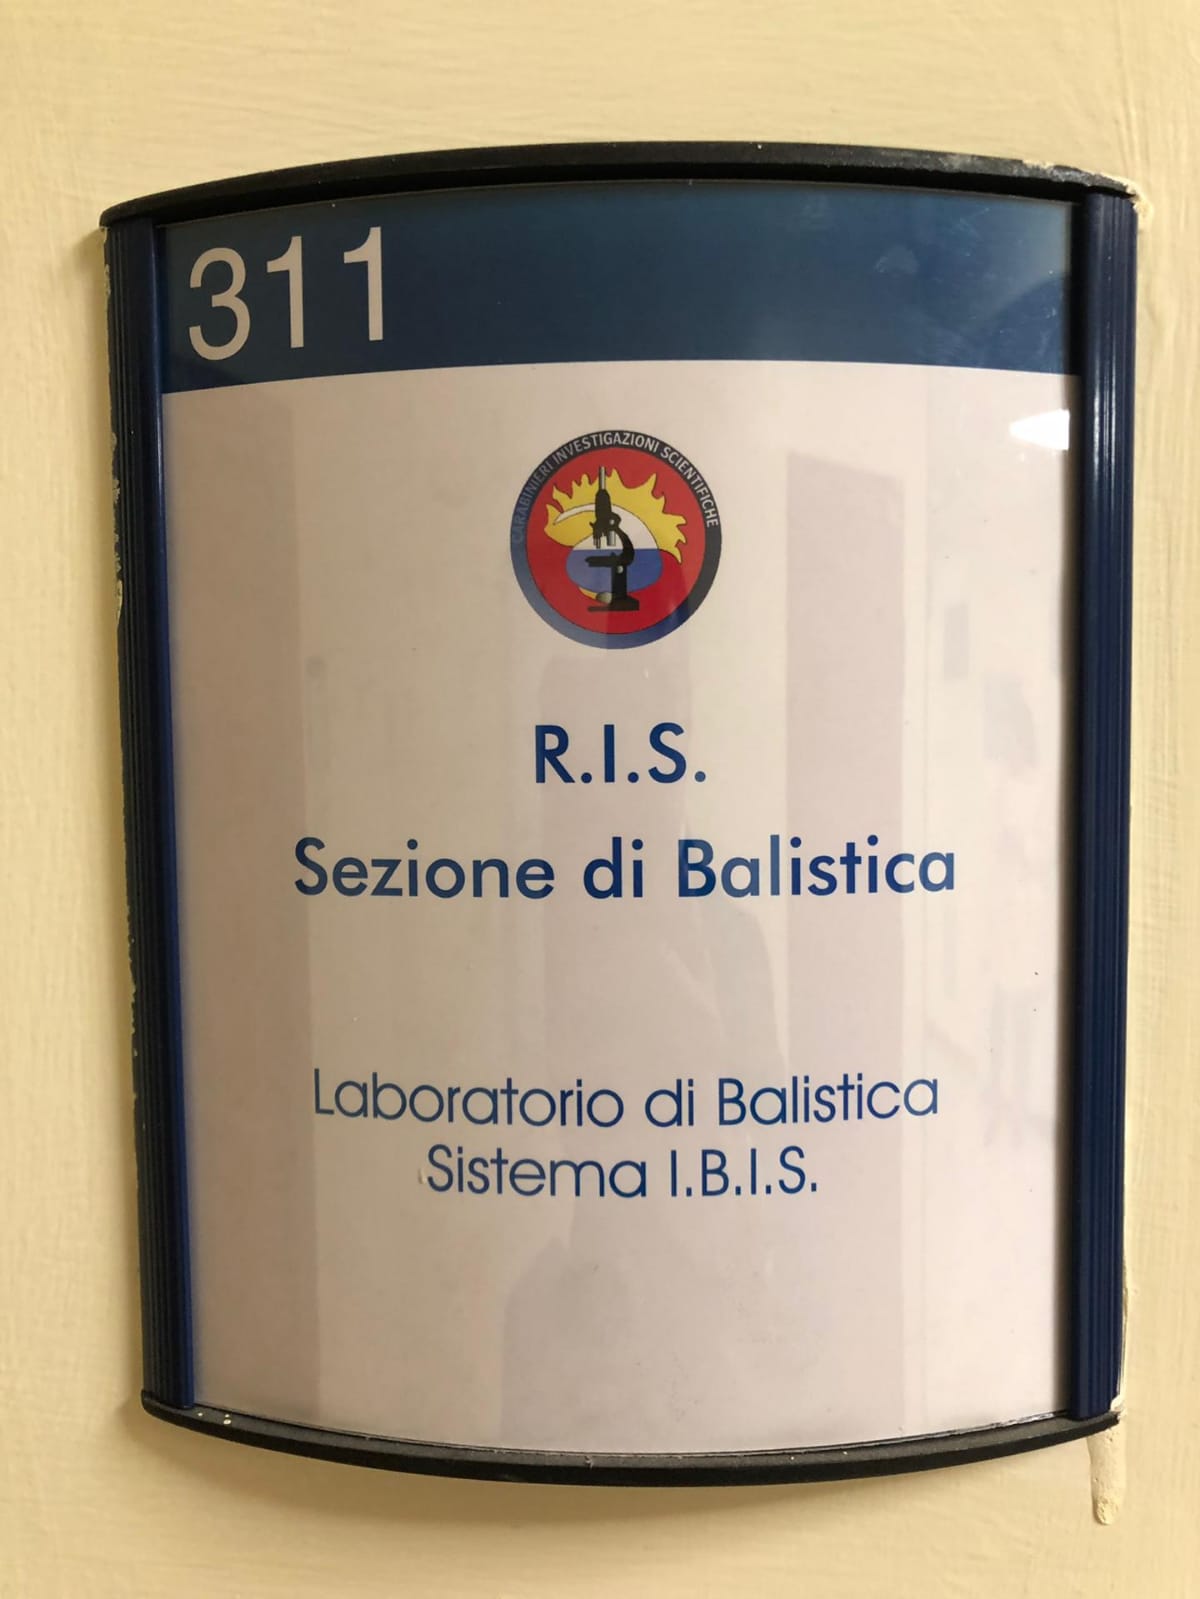 311
CARABINIERI INVESTIGAZIONI SCIENTIFICHE
R.I.S.
Sezione di Balistica
Laboratorio di Balistica
Sistema I.B.I.S.